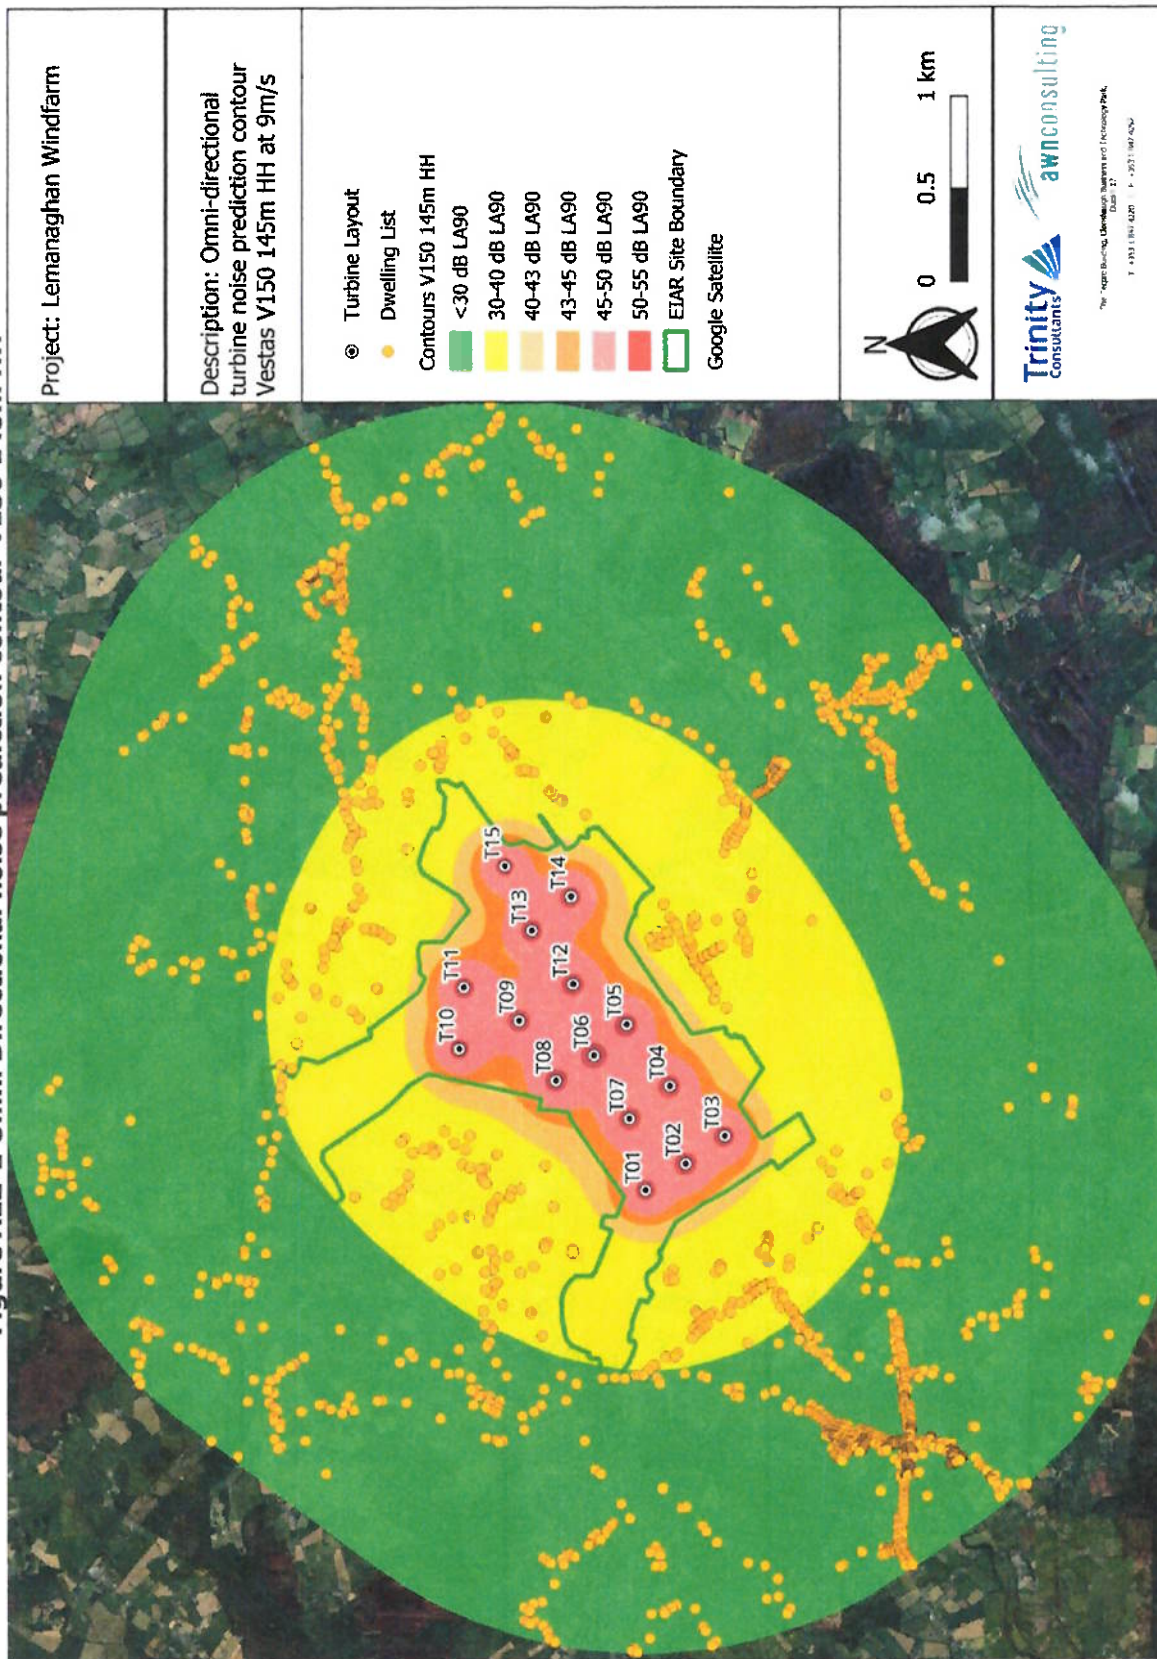 Project: Lemanaghan Windfarm
Description: Omni-directional
turbine noise prediction contour
Vestas V150 145m HH at 9m/s
Turbine Layout
Dwelling List
Contours V150 145m HH
<30 dB LA90
30-40 dB LA90
40-43 dB LA90
43-45 dB LA90
45-50 dB LA90
50-55 dB LA90
EIAR Site Boundary
Google Satellite
N
0 0.5 1 km
Trinity
Consultants
awnconsulting
T01
T02
T03
T04
T05
T06
T07
T08
T09
T10
T11
T12
T13
T14
T15